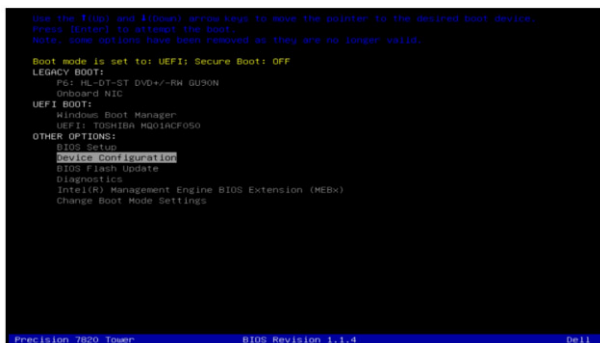 Use the ↑(Up) and ↓(Down) arrow keys to move the pointer to the desired boot device.
Press [Enter] to attempt the boot.
Note, some options have been removed as they are no longer valid.
Boot mode is set to: UEFI; Secure Boot: OFF
LEGACY BOOT:
P6: HL-DT-ST DVD+/-RW GU90N
Onboard NIC
UEFI BOOT:
Windows Boot Manager
UEFI: TOSHIBA MQ01ACF050
OTHER OPTIONS:
BIOS Setup
Device Configuration
BIOS Flash Update
Diagnostics
Intel(R) Management Engine BIOS Extension (MEBx)
Change Boot Mode Settings
Precision 7820 Tower BIOS Revision 1.1.4 Dell